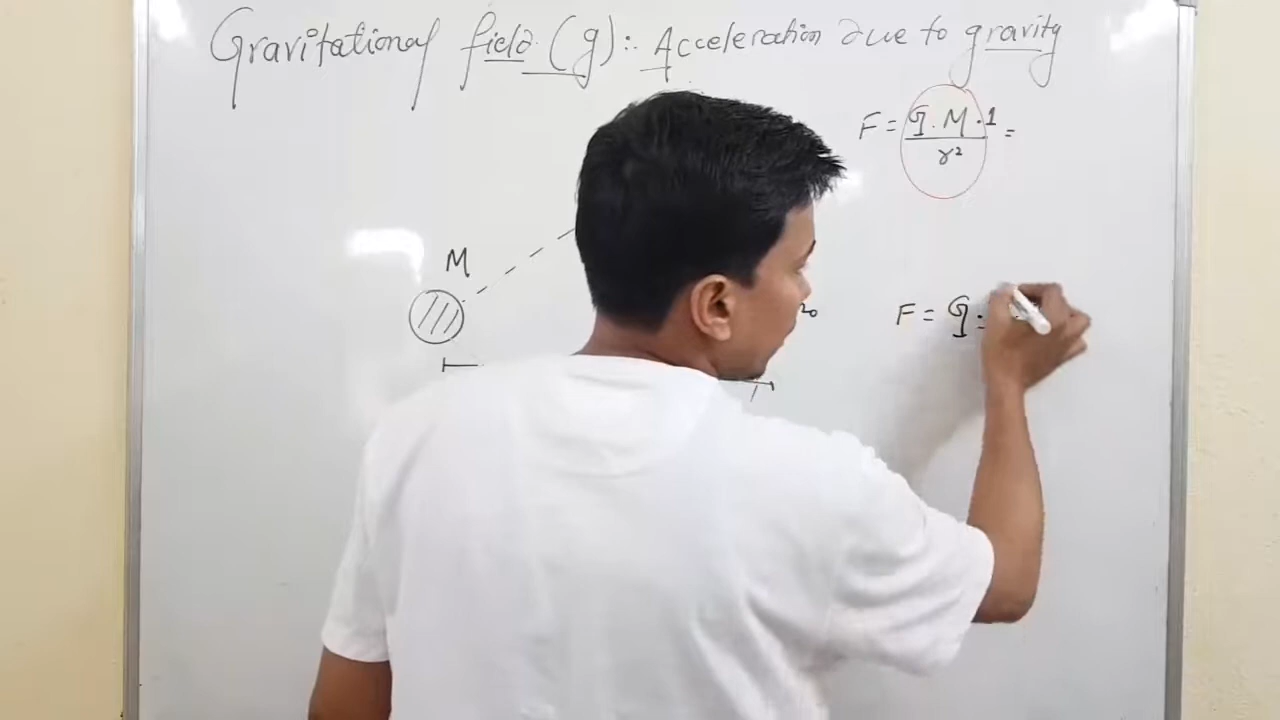 Gravitational field (g):. Acceleration due to gravity
F = G . M . 1 / r² =
M
F = G .